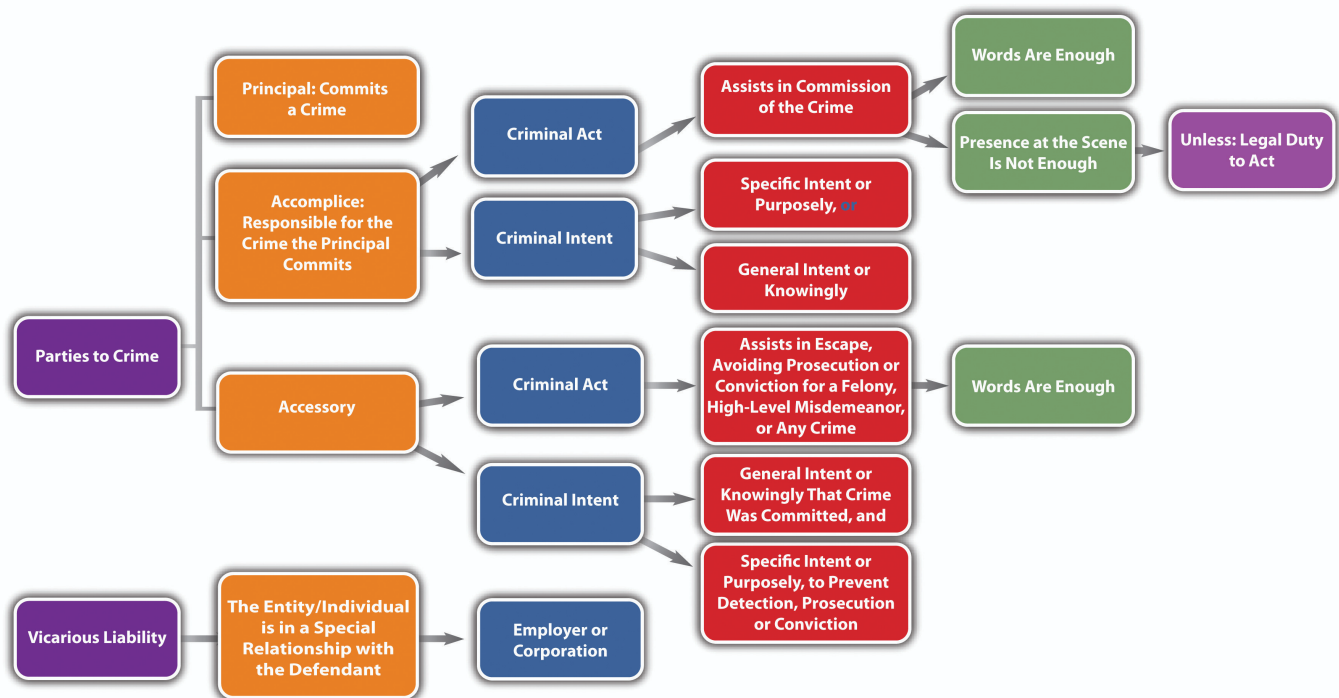 Principal: Commits
a Crime
Criminal Act
Assists in Commission
of the Crime
Words Are Enough
Presence at the Scene
Is Not Enough
Unless: Legal Duty
to Act
Accomplice:
Responsible for the
Crime the Principal
Commits
Criminal Intent
Specific Intent or
Purposely, or
General Intent or
Knowingly
Parties to Crime
Accessory
Criminal Act
Assists in Escape,
Avoiding Prosecution or
Conviction for a Felony,
High-Level Misdemeanor,
or Any Crime
Words Are Enough
Criminal Intent
General Intent or
Knowingly That Crime
Was Committed, and
Specific Intent or
Purposely, to Prevent
Detection, Prosecution
or Conviction
Vicarious Liability
The Entity/Individual
is in a Special
Relationship with
the Defendant
Employer or
Corporation